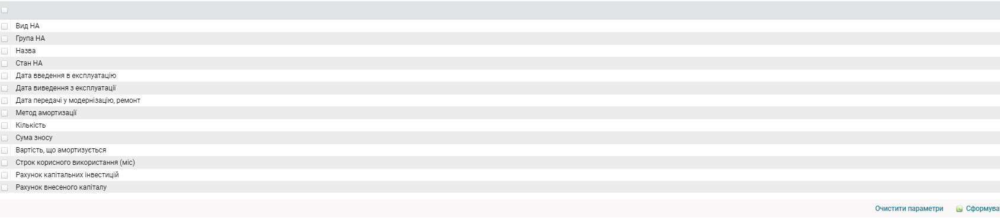 Вид НА
Група НА
Назва
Стан НА
Дата введення в експлуатацію
Дата виведення з експлуатації
Дата передачі у модернізацію, ремонт
Метод амортизації
Кількість
Сума зносу
Вартість, що амортизується
Строк корисного використання (міс)
Рахунок капітальних інвестицій
Рахунок внесеного капіталу
Очистити параметри